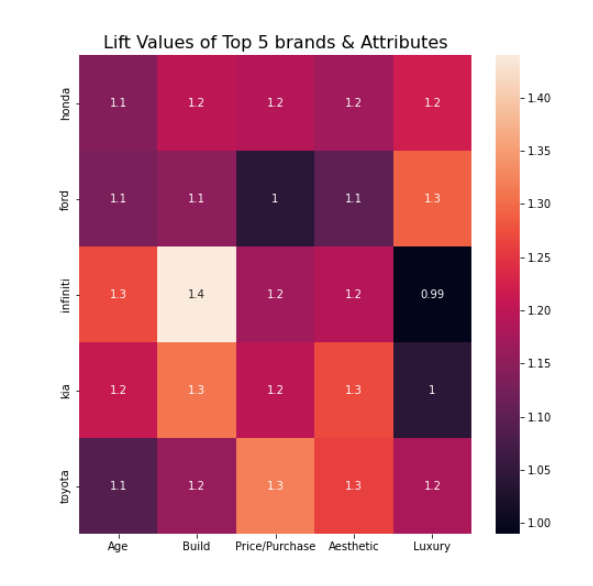 Lift Values of Top 5 brands & Attributes
honda 1.1 1.2 1.2 1.2 1.2
ford 1.1 1.1 1 1.1 1.3
infiniti 1.3 1.4 1.2 1.2 0.99
kia 1.2 1.3 1.2 1.3 1
toyota 1.1 1.2 1.3 1.3 1.2
Age Build Price/Purchase Aesthetic Luxury
1.40
1.35
1.30
1.25
1.20
1.15
1.10
1.05
1.00